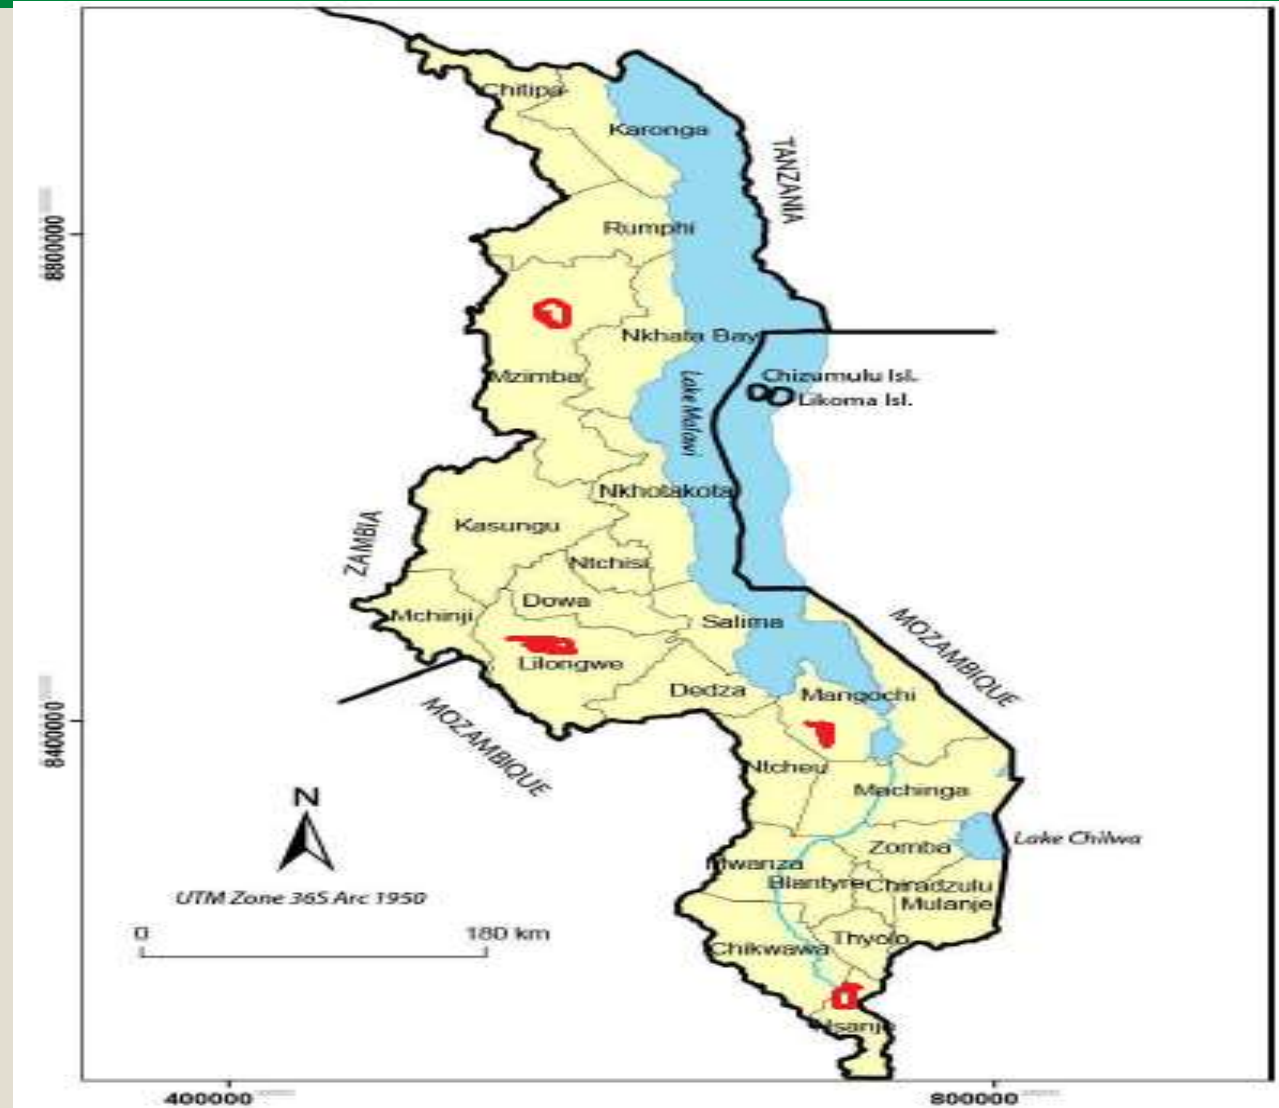 Chitipa
Karonga
TANZANIA
Rumphi
8800000
Nkhata Bay
Mzimba
Lake Malawi
Chizumulu Isl.
Likoma Isl.
Nkhotakota
Kasungu
ZAMBIA
Ntchisi
Dowa
Mchinji
Salima
Lilongwe
MOZAMBIQUE
Dedza
Mangochi
8400000
MOZAMBIQUE
Ntcheu
Machinga
N
Lake Chilwa
Zomba
Mwanza
Blantyre
Chiradzulu
UTM Zone 36S Arc 1950
Mulanje
0
180 km
Thyolo
Chikwawa
Nsanje
400000
800000